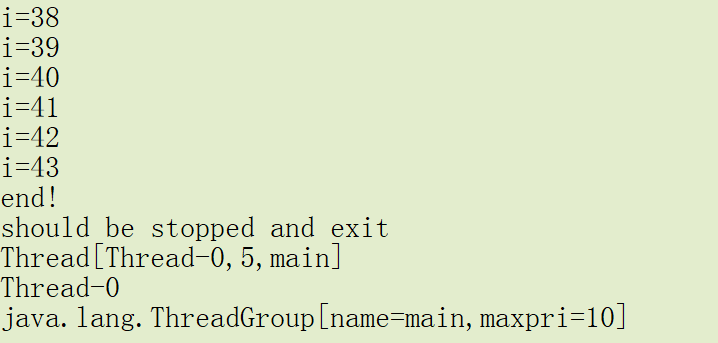 i=38
i=39
i=40
i=41
i=42
i=43
end!
should be stopped and exit
Thread[Thread-0,5,main]
Thread-0
java.lang.ThreadGroup[name=main,maxpri=10]